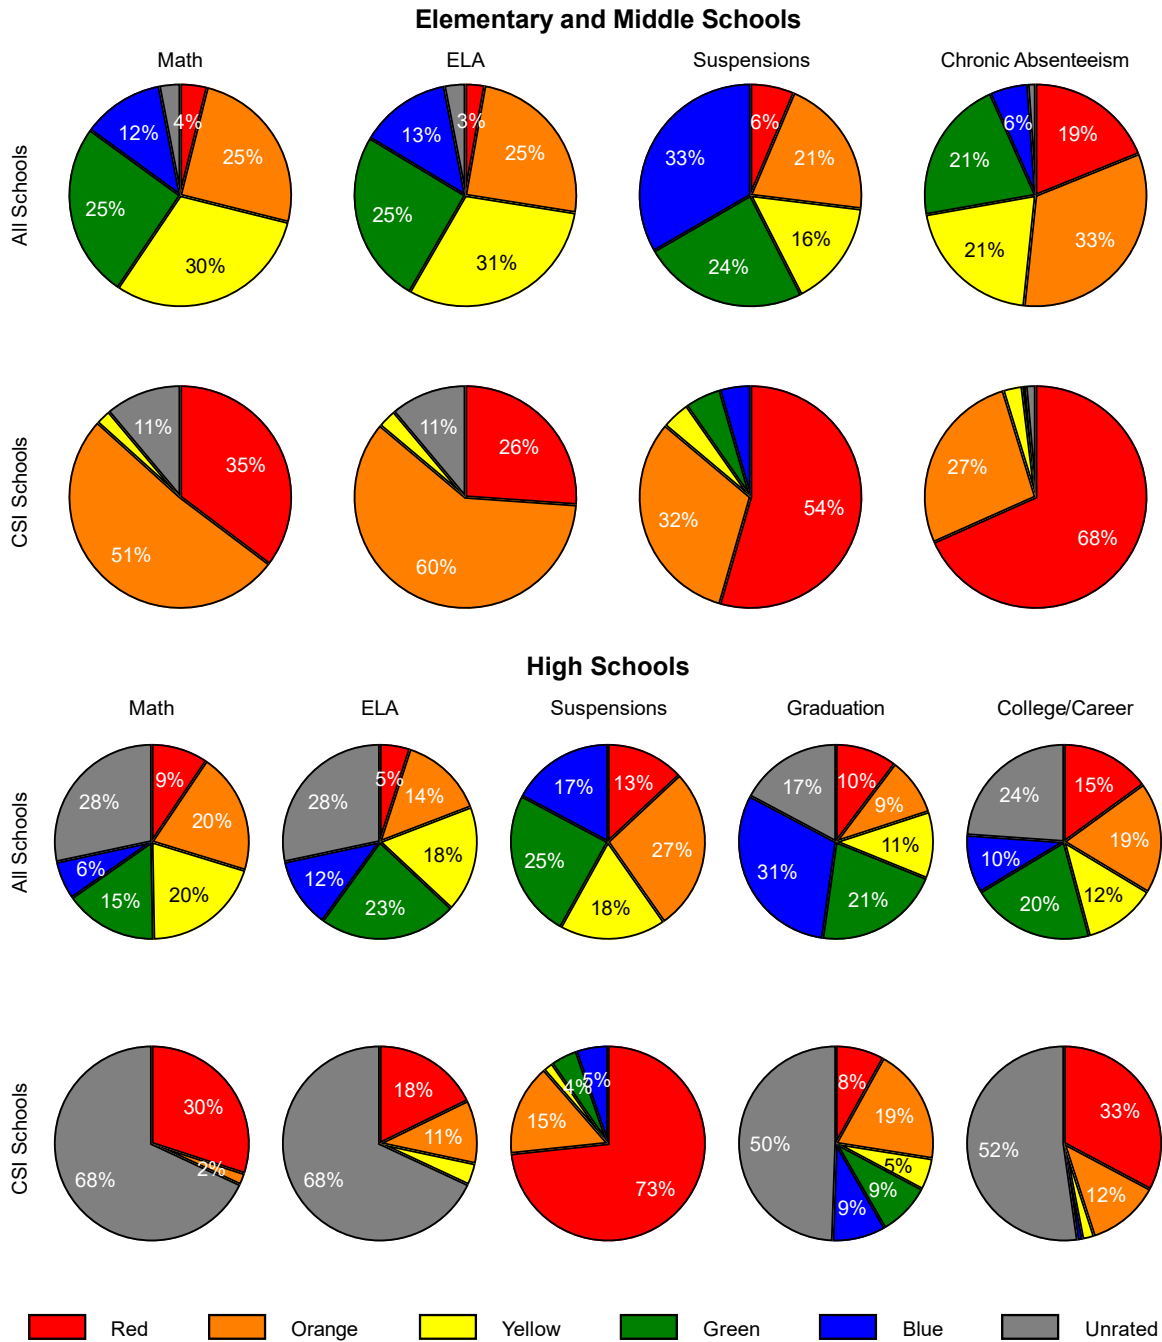 Elementary and Middle Schools
Math ELA Suspensions Chronic Absenteeism
All Schools
4% 25% 30% 25% 12%
3% 25% 31% 25% 13%
6% 21% 16% 24% 33%
19% 33% 21% 21% 6%
CSI Schools
35% 51% 11%
26% 60% 11%
54% 32%
68% 27%
High Schools
Math ELA Suspensions Graduation College/Career
All Schools
9% 20% 20% 15% 6% 28%
5% 14% 18% 23% 12% 28%
13% 27% 18% 25% 17%
10% 9% 11% 21% 31% 17%
15% 19% 12% 20% 10% 24%
CSI Schools
30% 2% 68%
18% 11% 68%
73% 15% 4% 5%
8% 19% 5% 9% 9% 50%
33% 12% 52%
Red Orange Yellow Green Blue Unrated